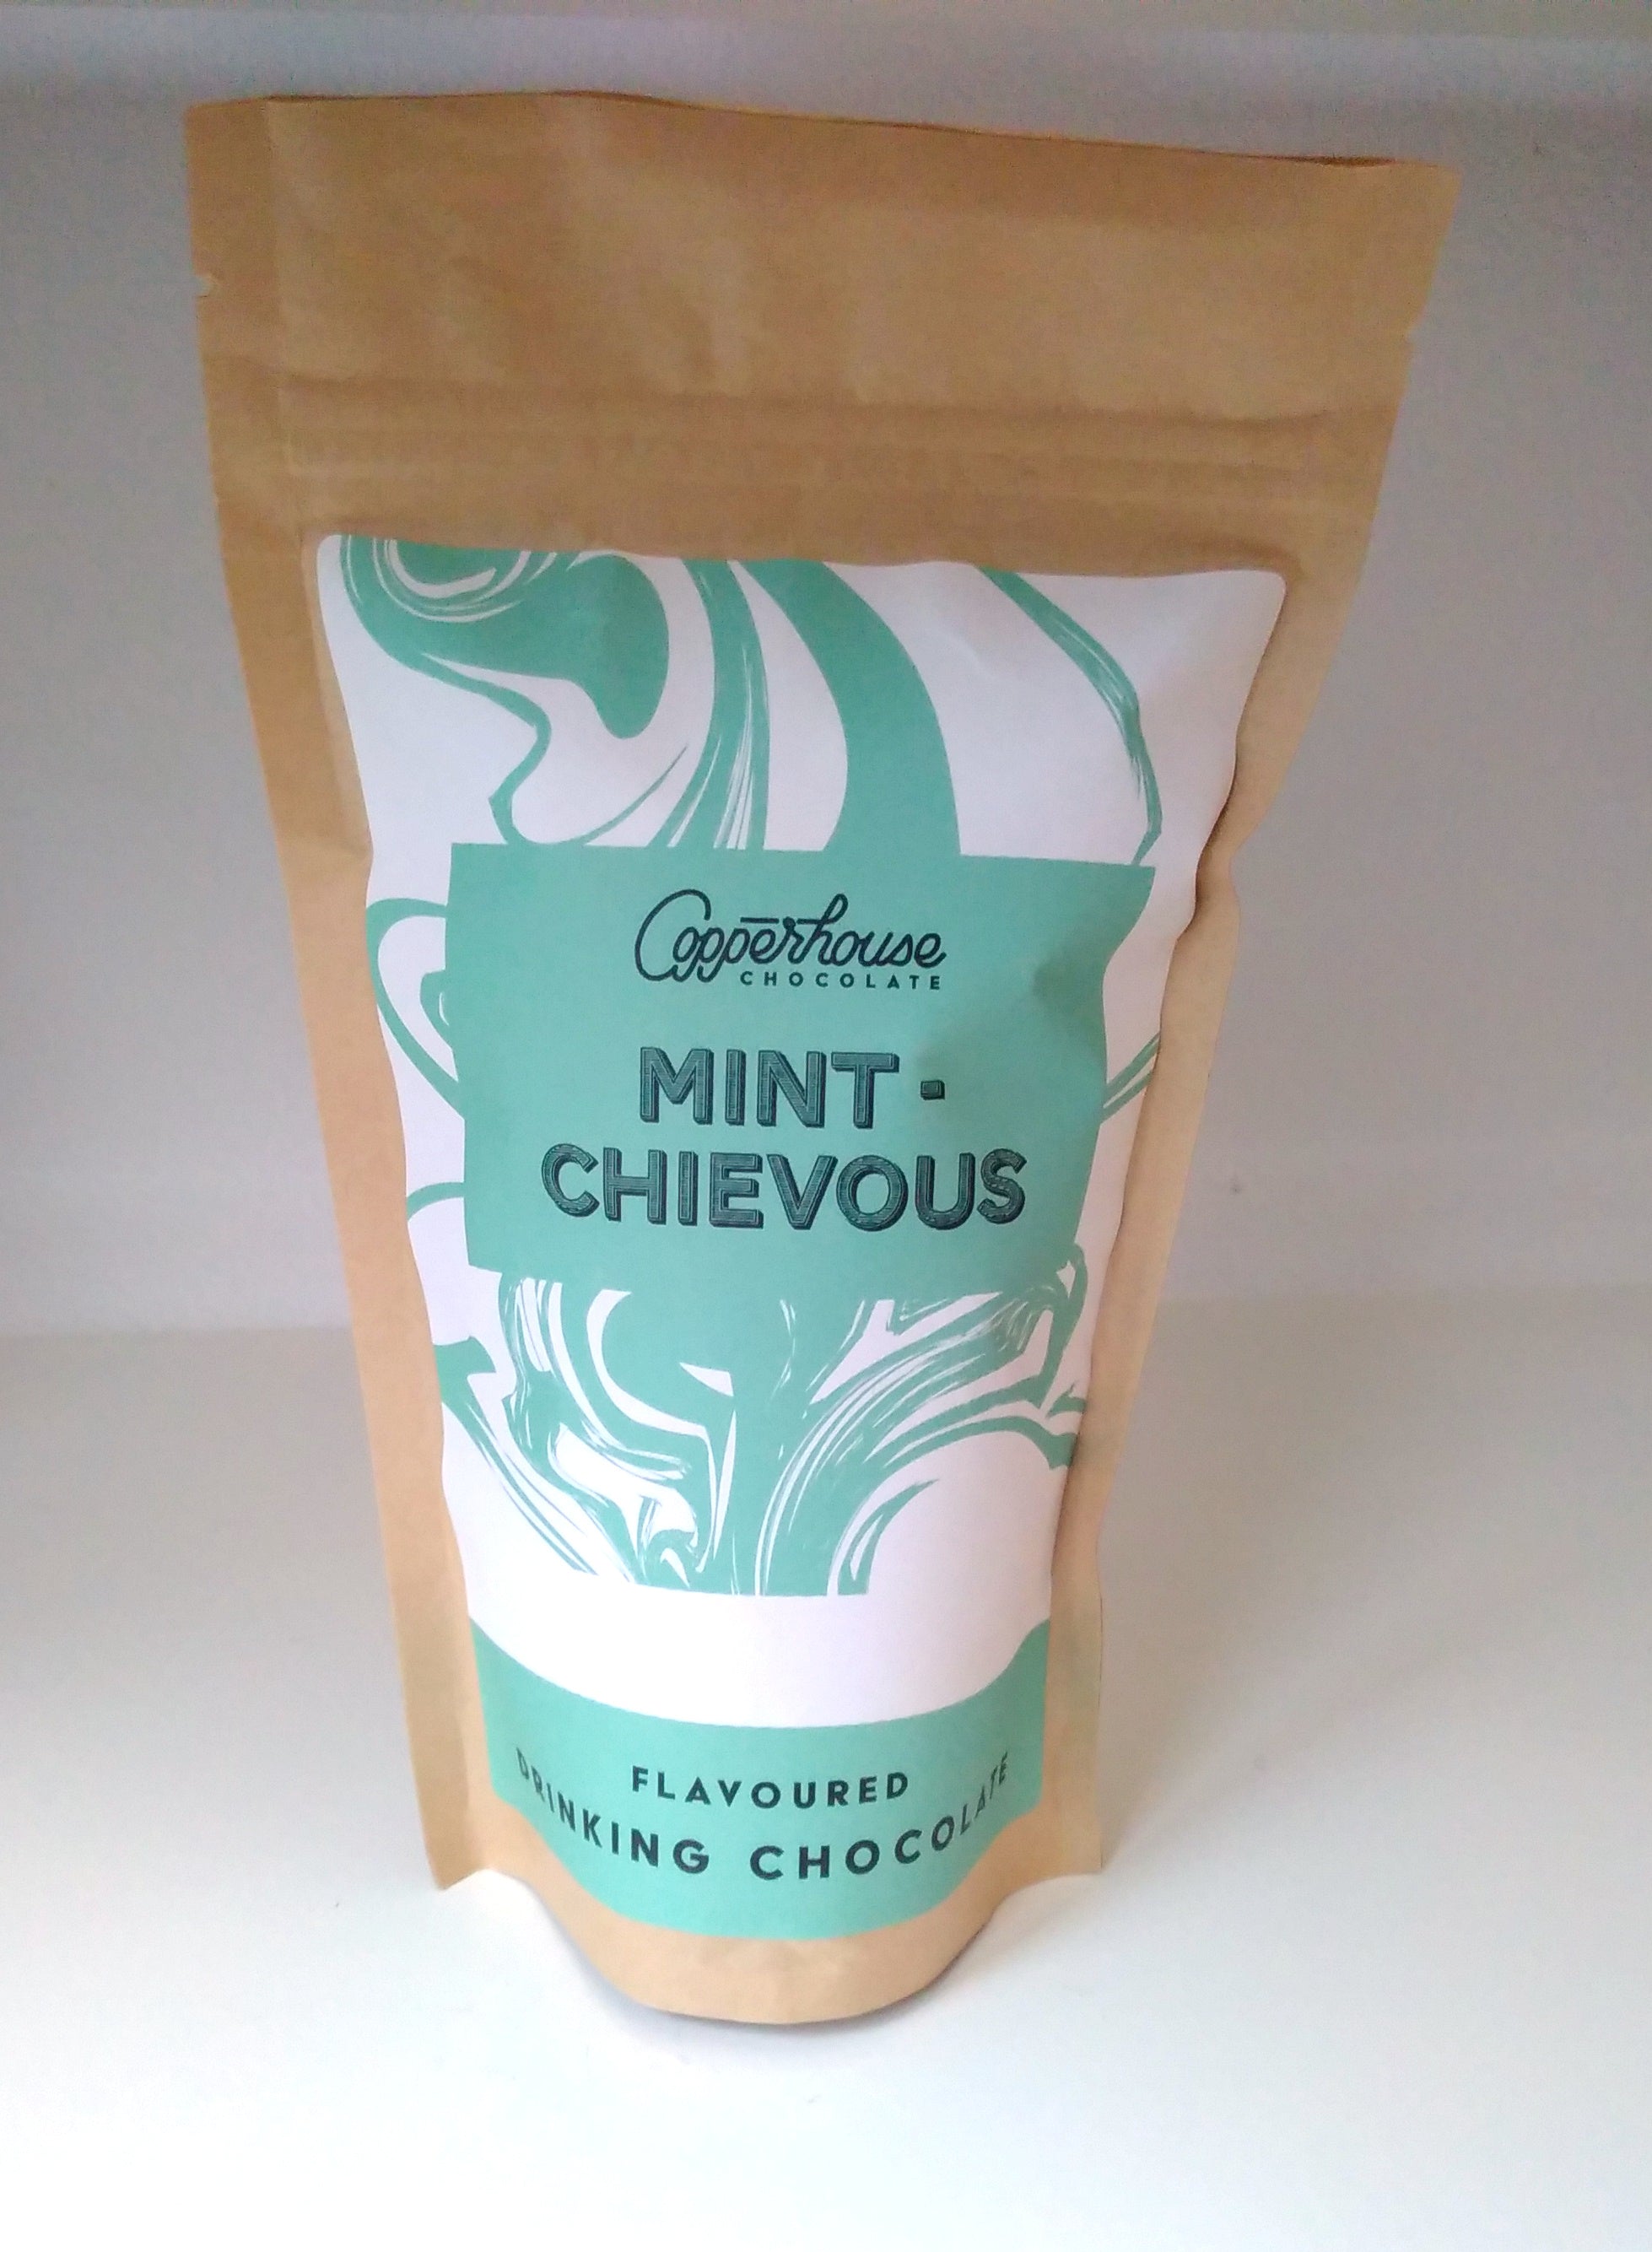 Copperhouse
CHOCOLATE
MINT-
CHIEVOUS
FLAVOURED
DRINKING CHOCOLATE